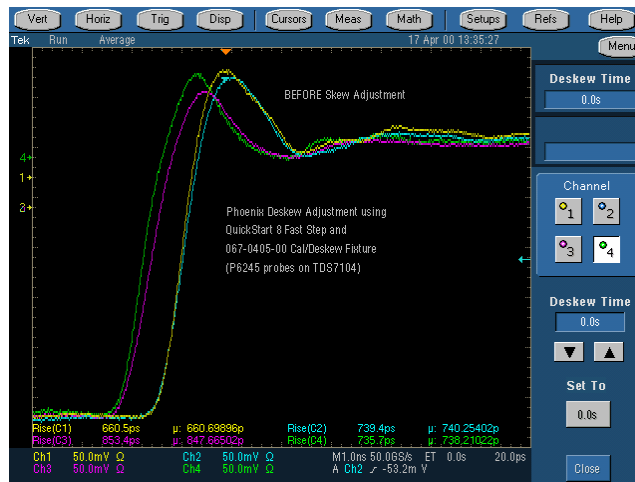 Vert Horiz Trig Disp Cursors Meas Math Setups Refs Help
Tek Run Average 17 Apr 00 13:35:27 Menu
Deskew Time
0.0s
BEFORE Skew Adjustment
4
1
Channel
1 2
3 4
Phoenix Deskew Adjustment using
QuickStart 8 Fast Step and
067-0405-00 Cal/Deskew Fixture
(P6245 probes on TDS7104)
Deskew Time
0.0s
Set To
0.0s
Rise(C1) 660.5ps µ: 660.69896p Rise(C2) 739.4ps µ: 740.25402p
Rise(C3) 853.4ps µ: 847.66502p Rise(C4) 735.7ps µ: 738.21022p
Ch1 50.0mV Ω Ch2 50.0mV Ω M1.0ns 50.0GS/s ET 0.0s 20.0ps
Ch3 50.0mV Ω Ch4 50.0mV Ω A Ch2 -53.2m V
Close